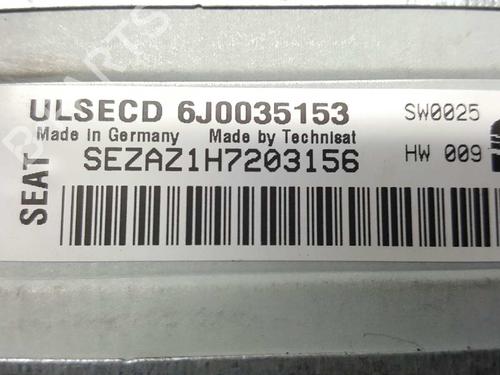 ULSECD 6J0035153 SW0025
Made in Germany Made by Technisat
SEZAZ1H7203156 HW 009
SEAT